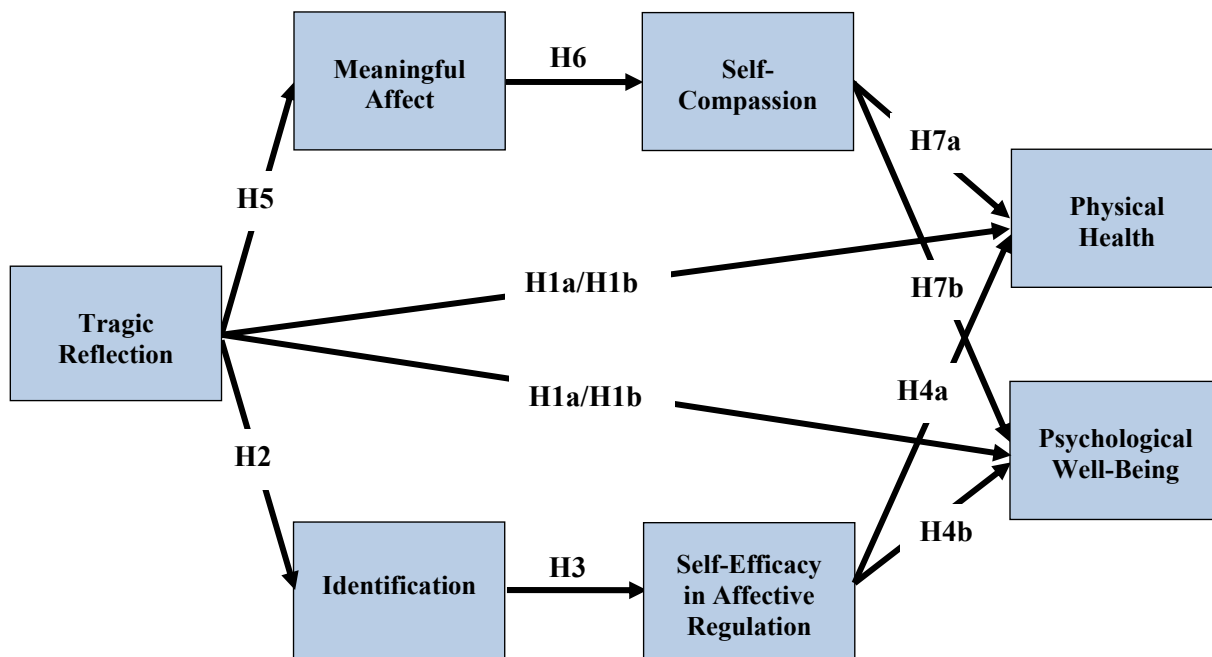 Meaningful
Affect
H6
Self-
Compassion
H7a
Physical
Health
H5
H1a/H1b
H7b
Tragic
Reflection
H1a/H1b
H4a
H2
Psychological
Well-Being
Identification
H3
Self-Efficacy
in Affective
Regulation
H4b